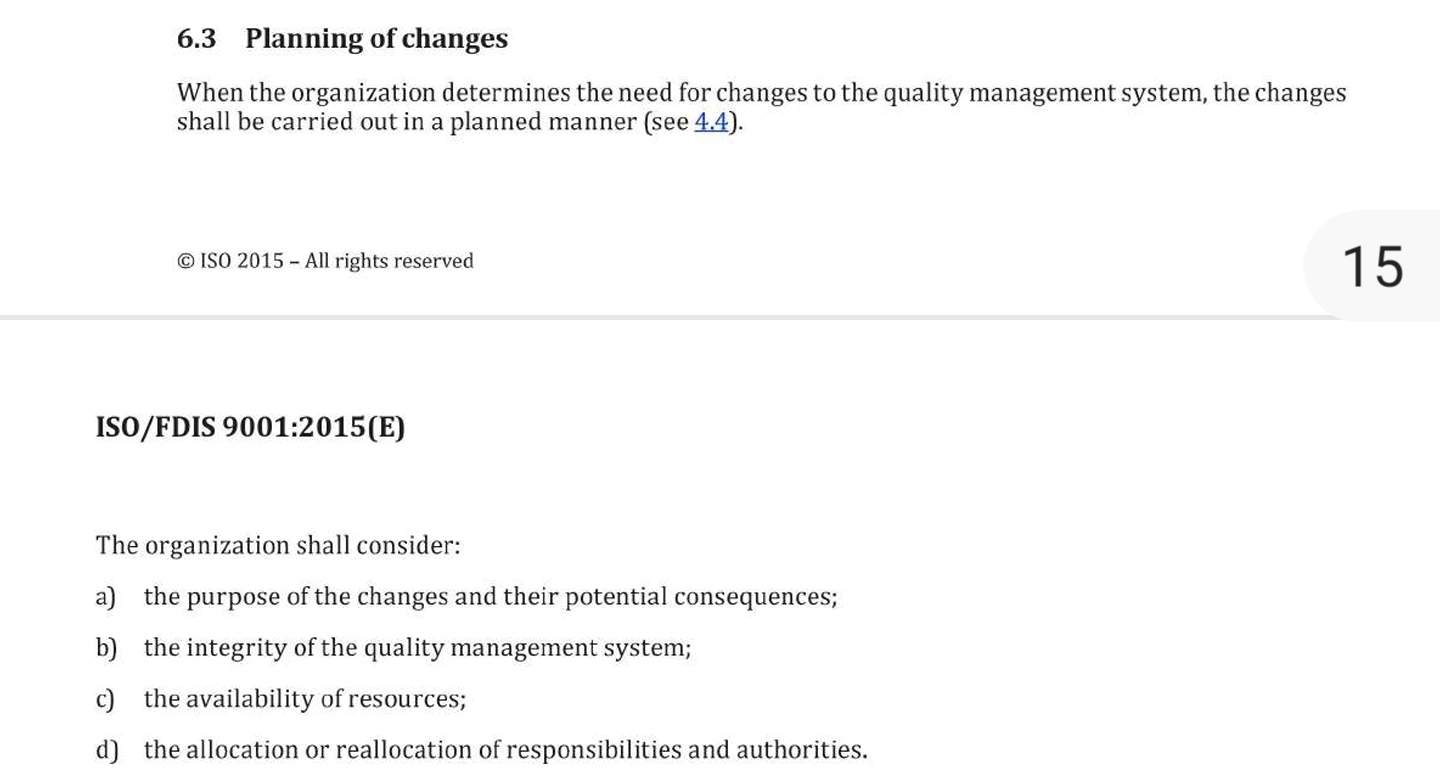 6.3 Planning of changes
When the organization determines the need for changes to the quality management system, the changes
shall be carried out in a planned manner (see 4.4).
© ISO 2015 – All rights reserved
15
ISO/FDIS 9001:2015(E)
The organization shall consider:
a) the purpose of the changes and their potential consequences;
b) the integrity of the quality management system;
c) the availability of resources;
d) the allocation or reallocation of responsibilities and authorities.